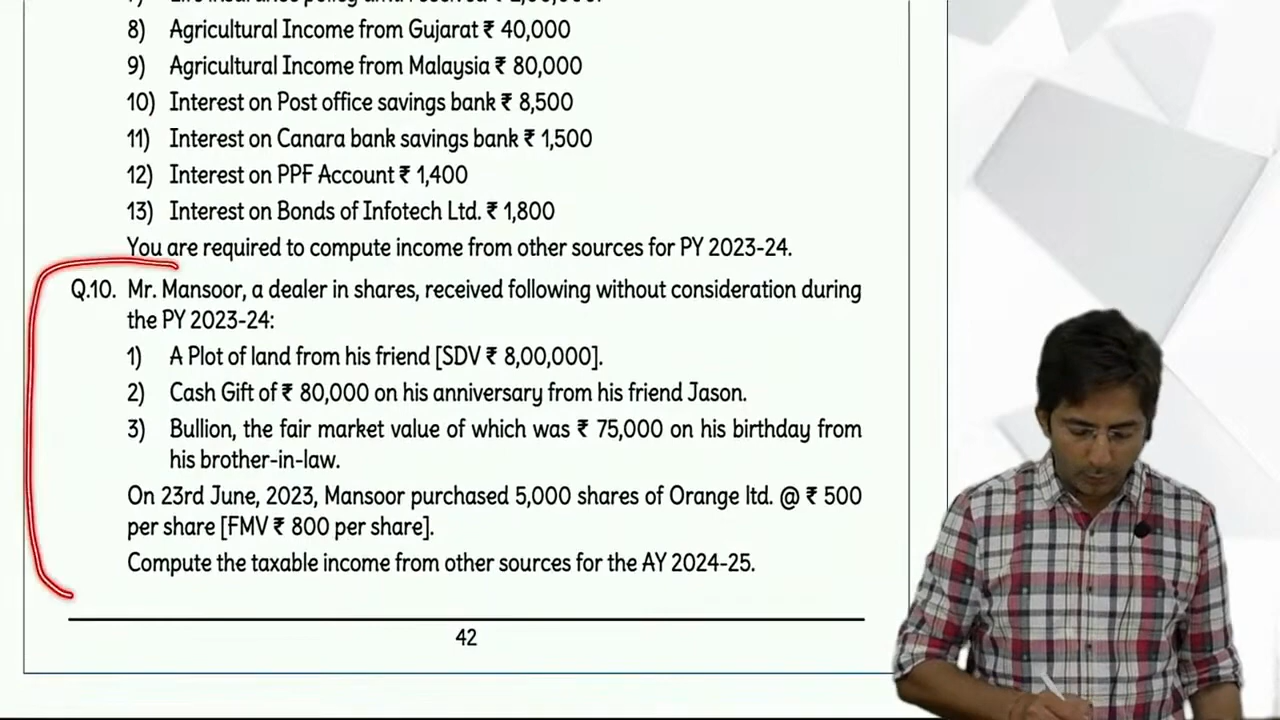 8) Agricultural Income from Gujarat ₹ 40,000
9) Agricultural Income from Malaysia ₹ 80,000
10) Interest on Post office savings bank ₹ 8,500
11) Interest on Canara bank savings bank ₹ 1,500
12) Interest on PPF Account ₹ 1,400
13) Interest on Bonds of Infotech Ltd. ₹ 1,800
You are required to compute income from other sources for PY 2023-24.
Q.10. Mr. Mansoor, a dealer in shares, received following without consideration during
the PY 2023-24:
1) A Plot of land from his friend [SDV ₹ 8,00,000].
2) Cash Gift of ₹ 80,000 on his anniversary from his friend Jason.
3) Bullion, the fair market value of which was ₹ 75,000 on his birthday from
his brother-in-law.
On 23rd June, 2023, Mansoor purchased 5,000 shares of Orange ltd. @ ₹ 500
per share [FMV ₹ 800 per share].
Compute the taxable income from other sources for the AY 2024-25.
42